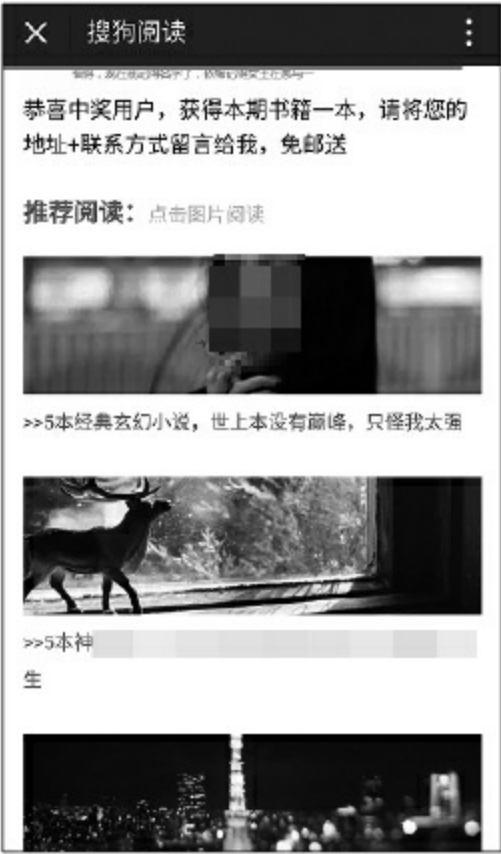 搜狗阅读
恭喜中奖用户，获得本期书籍一本，请将您的
地址+联系方式留言给我，免邮送
推荐阅读：点击图片阅读
>>5本经典玄幻小说，世上本没有巅峰，只怪我太强
>>5本神
生